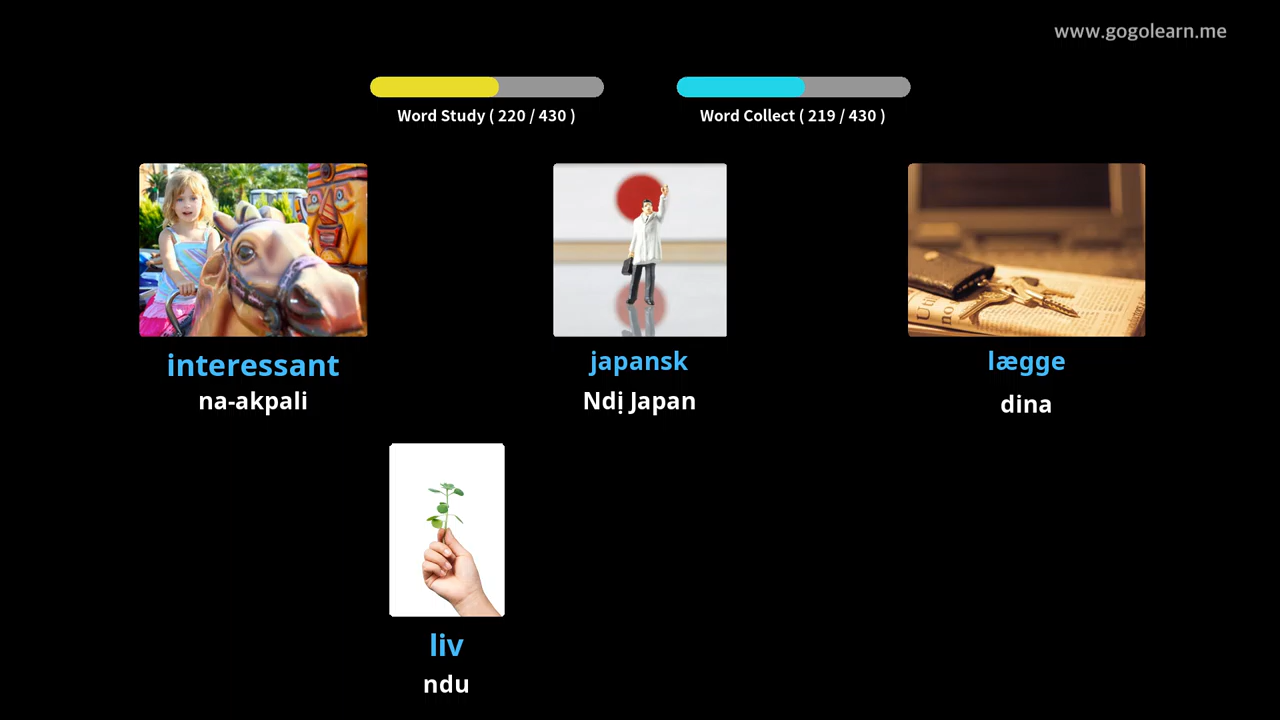 www.gogolearn.me
Word Study ( 220 / 430 )
Word Collect ( 219 / 430 )
interessant
na-akpali
japansk
Ndị Japan
lægge
dina
liv
ndu